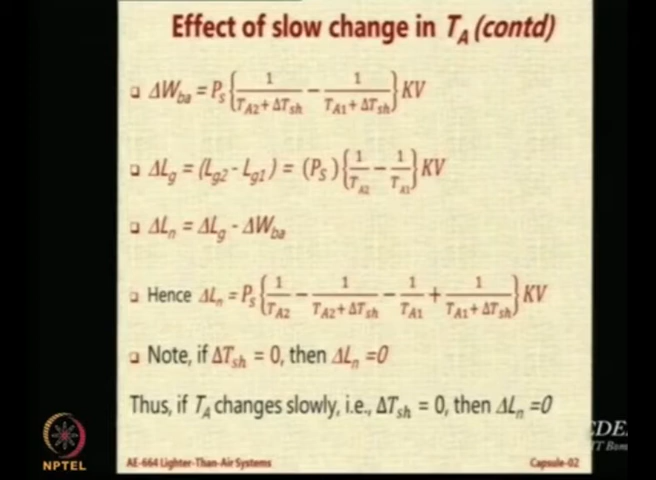 Effect of slow change in T_A (contd)
ΔW_ba = P_s { 1/(T_A2 + ΔT_sh) − 1/(T_A1 + ΔT_sh) } KV
ΔL_g = (L_g2 - L_g1) = (P_s) { 1/T_A2 − 1/T_A1 } KV
ΔL_n = ΔL_g - ΔW_ba
Hence ΔL_n = P_s { 1/T_A2 − 1/(T_A2 + ΔT_sh) − 1/T_A1 + 1/(T_A1 + ΔT_sh) } KV
Note, if ΔT_sh = 0, then ΔL_n =0
Thus, if T_A changes slowly, i.e., ΔT_sh = 0, then ΔL_n =0
NPTEL
AE-664 Lighter-Than-Air Systems
Capsule-02